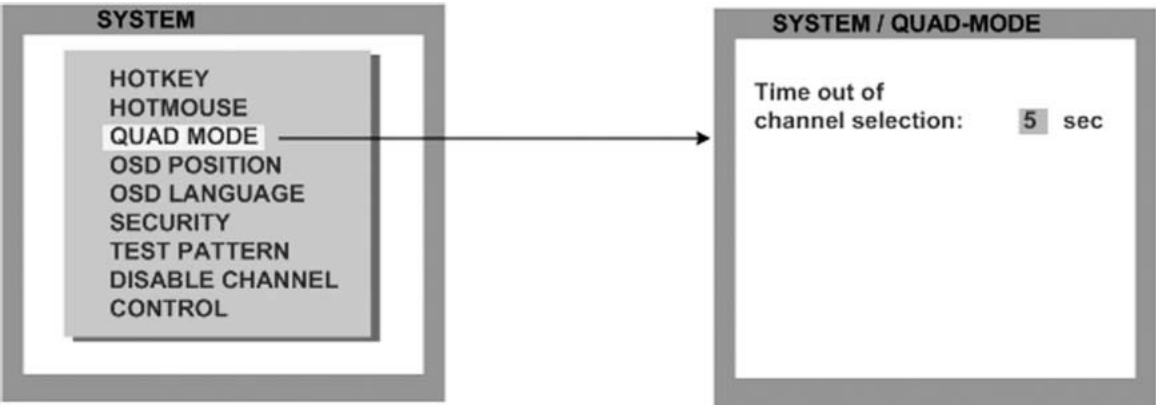 SYSTEM
HOTKEY
HOTMOUSE
QUAD MODE
OSD POSITION
OSD LANGUAGE
SECURITY
TEST PATTERN
DISABLE CHANNEL
CONTROL
SYSTEM / QUAD-MODE
Time out of
channel selection: 5 sec